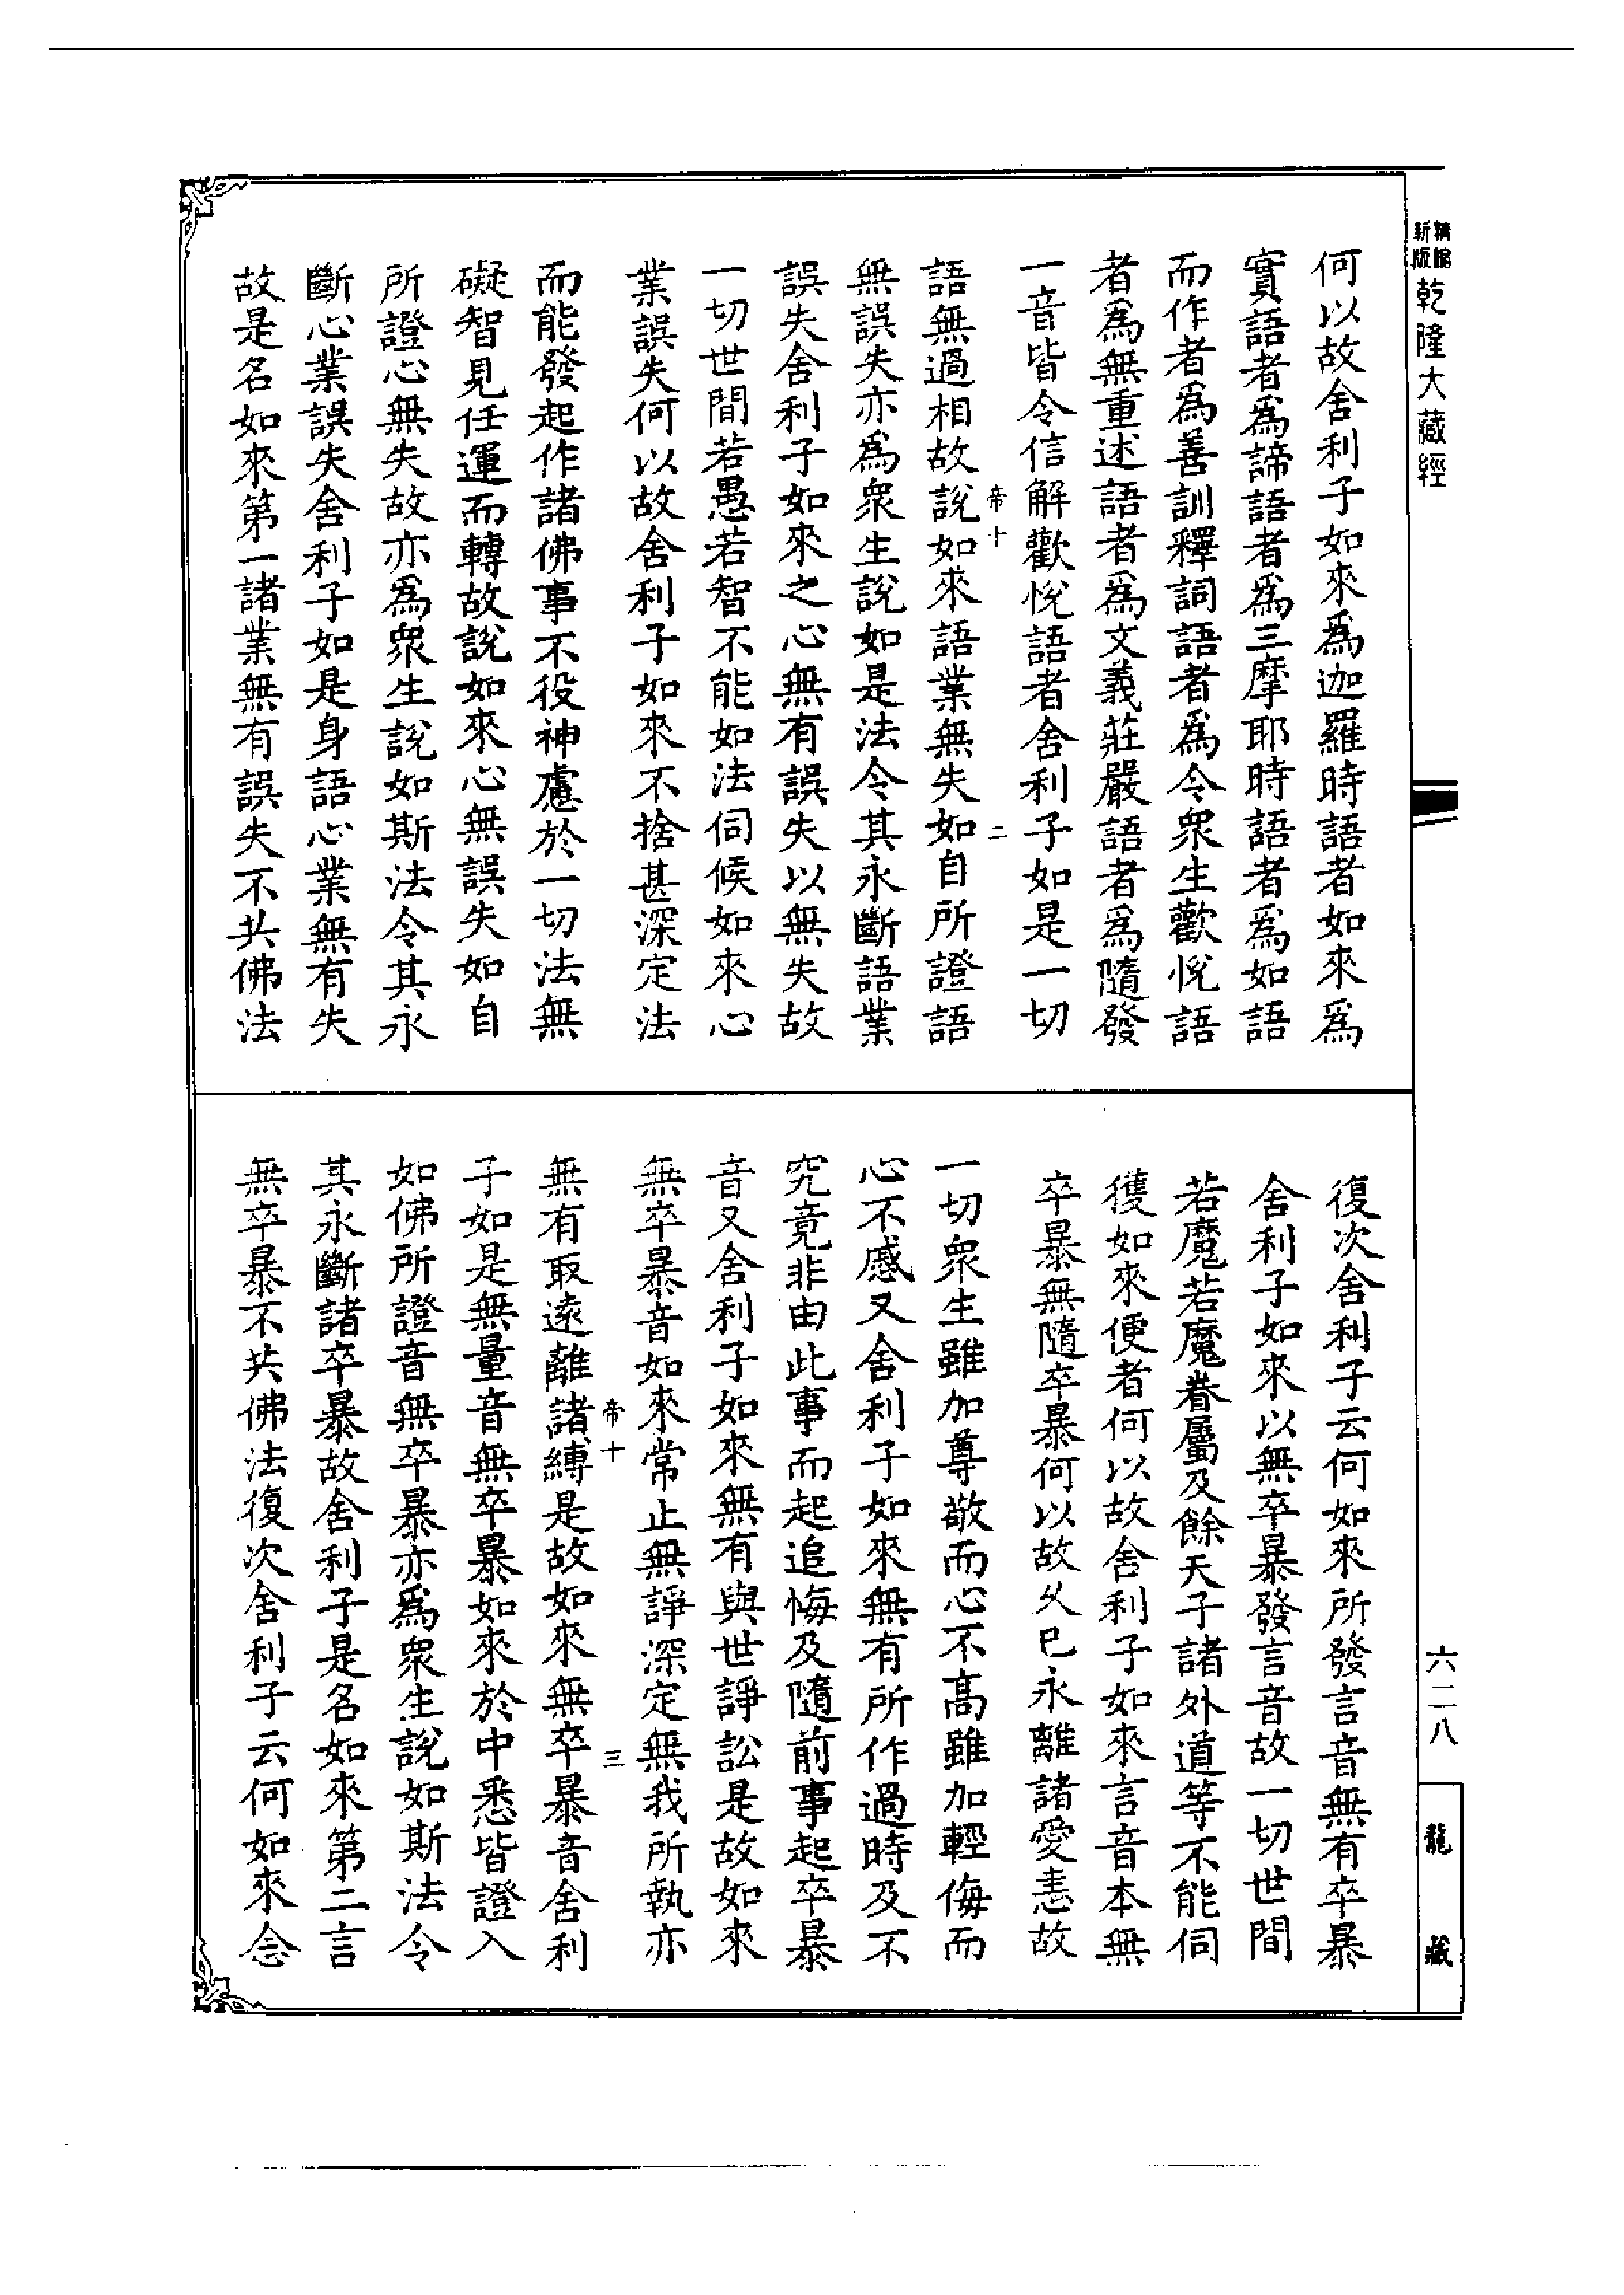 新版精縮乾隆大藏經
何以故舍利子如來爲迦羅時語者如來爲
實語者爲諦語者爲三摩耶時語者爲如語
而作者爲善訓釋詞語者爲令衆生歡悅語
者爲無重述語者爲文義莊嚴語者爲隨發
一音皆令信解歡悅語者舍利子如是一切
帝十 二
語無過相故說如來語業無失如自所證語
無誤失亦爲衆生說如是法令其永斷語業
誤失舍利子如來之心無有誤失以無失故
一切世間若愚若智不能如法伺候如來心
業誤失何以故舍利子如來不捨甚深定法
而能發起作諸佛事不役神慮於一切法無
礙智見任運而轉故說如來心無誤失如自
所證心無失故亦爲衆生說如斯法令其永
斷心業誤失舍利子如是身語心業無有失
故是名如來第一諸業無有誤失不共佛法
復次舍利子云何如來所發言音無有卒暴
舍利子如來以無卒暴發言音故一切世間
若魔若魔眷屬及餘天子諸外道等不能伺
獲如來便者何以故舍利子如來言音本無
卒暴無隨卒暴何以故久已永離諸愛恚故
一切衆生雖加尊敬而心不高雖加輕侮而
心不慼又舍利子如來無有所作過時及不
究竟非由此事而起追悔及隨前事起卒暴
音又舍利子如來無有與世諍訟是故如來
無卒暴音如來常止無諍深定無我所執亦
帝十 三
無有取遠離諸縛是故如來無卒暴音舍利
子如是無量音無卒暴如來於中悉皆證入
如佛所證音無卒暴亦爲衆生說如斯法令
其永斷諸卒暴故舍利子是名如來第二言
無卒暴不共佛法復次舍利子云何如來念
六二八
龍藏